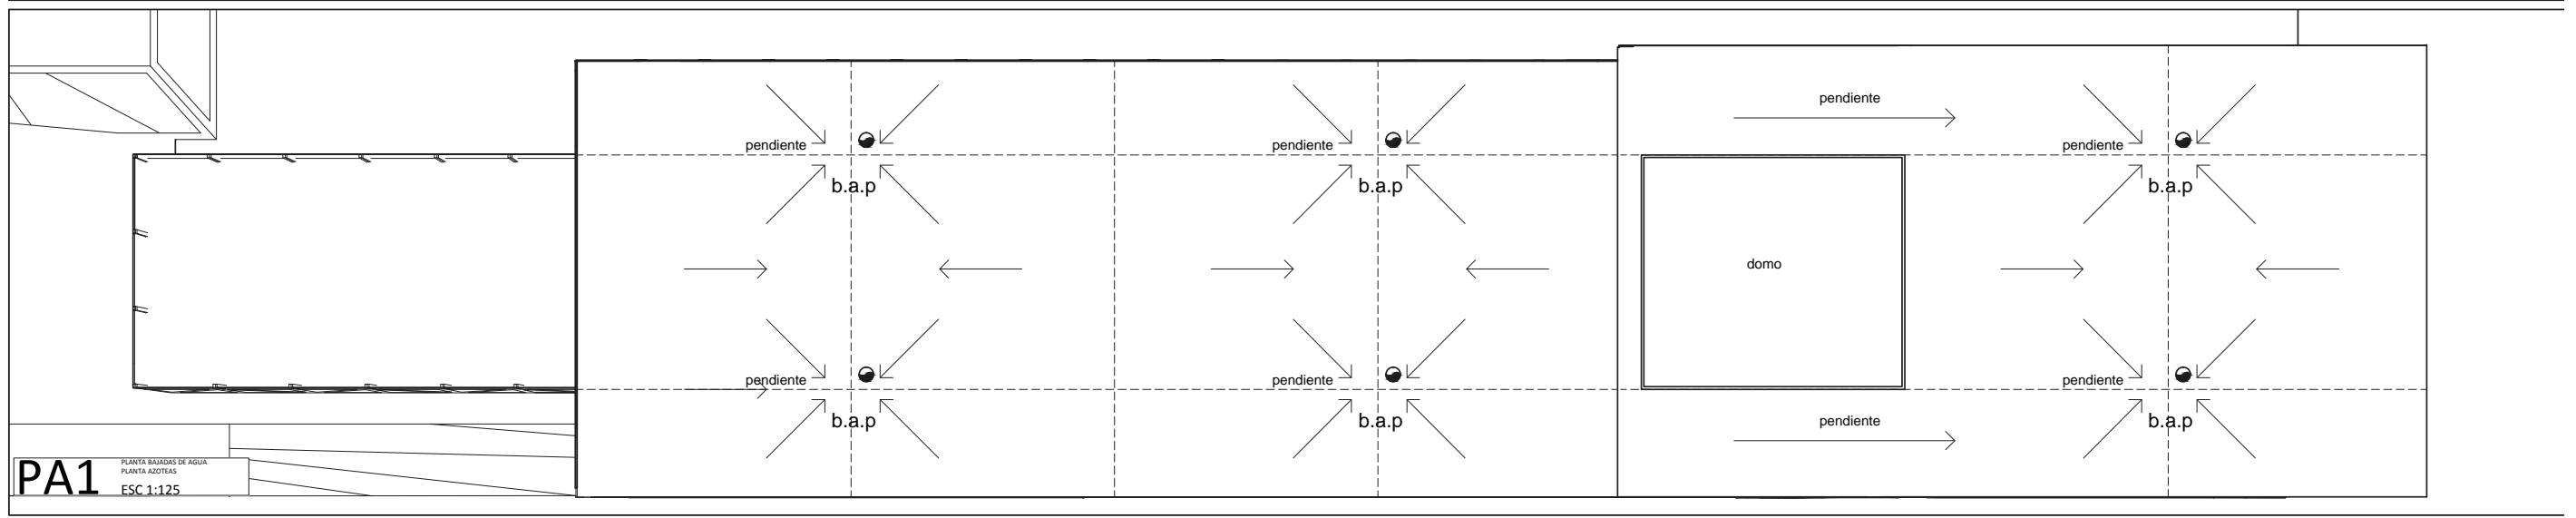 pendiente
pendiente
pendiente
pendiente
b.a.p
b.a.p
b.a.p
domo
pendiente
pendiente
pendiente
b.a.p
b.a.p
b.a.p
pendiente
PA1
PLANTA BAJADAS DE AGUA
PLANTA AZOTEAS
ESC 1:125